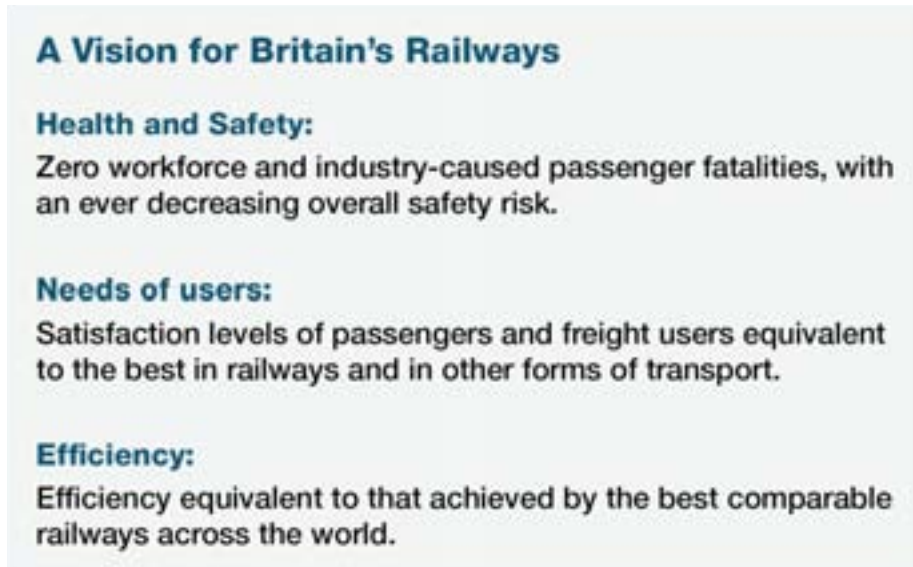 A Vision for Britain's Railways
Health and Safety:
Zero workforce and industry-caused passenger fatalities, with
an ever decreasing overall safety risk.
Needs of users:
Satisfaction levels of passengers and freight users equivalent
to the best in railways and in other forms of transport.
Efficiency:
Efficiency equivalent to that achieved by the best comparable
railways across the world.